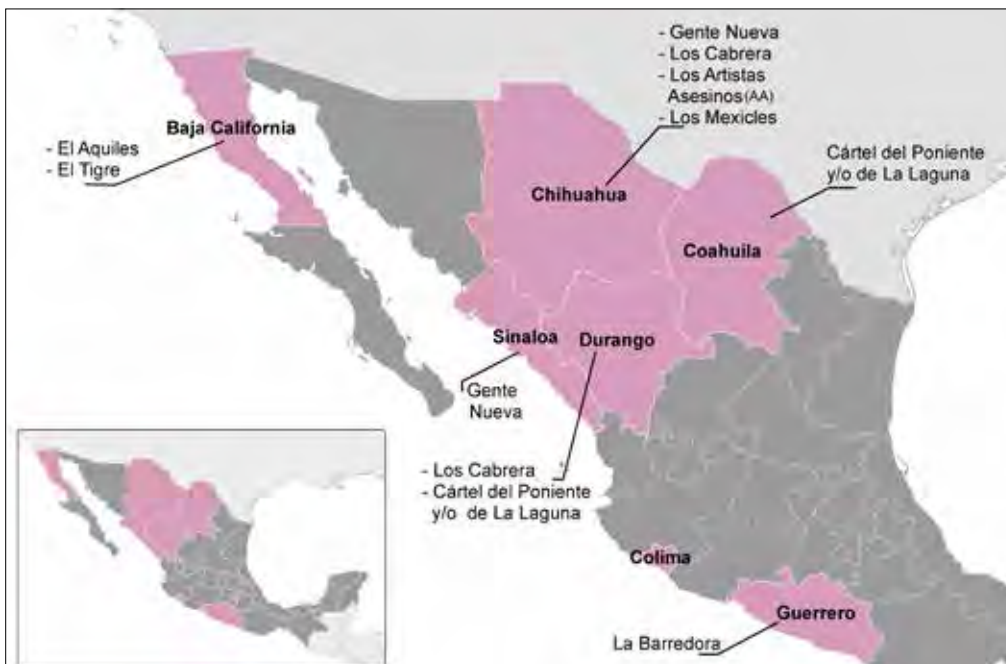 - Gente Nueva
- Los Cabrera
- Los Artistas
Asesinos(AA)
- Los Mexicles
Baja California
- El Aquiles
- El Tigre
Cártel del Poniente
y/o de La Laguna
Chihuahua
Coahuila
Sinaloa
Durango
Gente
Nueva
- Los Cabrera
- Cártel del Poniente
y/o de La Laguna
Colima
Guerrero
La Barredora